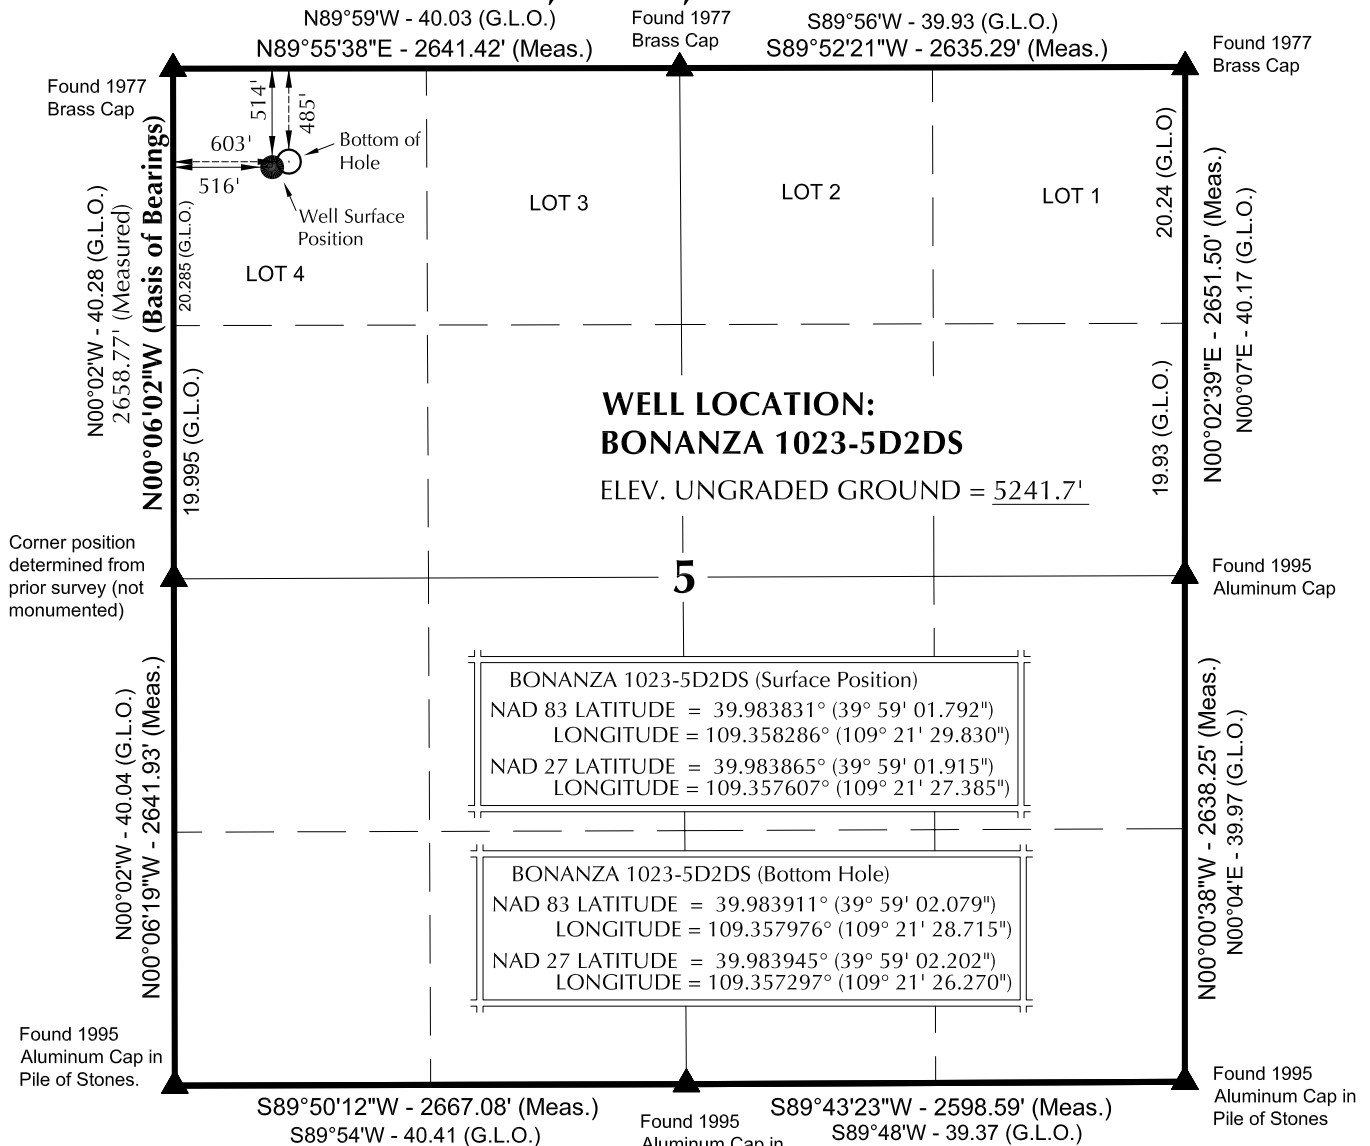 N89°59'W - 40.03 (G.L.O.)
N89°55'38"E - 2641.42' (Meas.)
Found 1977
Brass Cap
S89°56'W - 39.93 (G.L.O.)
S89°52'21"W - 2635.29' (Meas.)
Found 1977
Brass Cap
Found 1977
Brass Cap
514'
485'
603'
516'
Bottom of
Hole
Well Surface
Position
LOT 4
LOT 3
LOT 2
LOT 1
N00°02'W - 40.28 (G.L.O.)
2658.77' (Measured)
N00°06'02"W (Basis of Bearings)
20.285 (G.L.O.)
19.995 (G.L.O.)
20.24 (G.L.O)
19.93 (G.L.O.)
N00°02'39"E - 2651.50' (Meas.)
N00°07'E - 40.17 (G.L.O.)
WELL LOCATION:
BONANZA 1023-5D2DS
ELEV. UNGRADED GROUND = 5241.7'
Corner position
determined from
prior survey (not
monumented)
5
Found 1995
Aluminum Cap
BONANZA 1023-5D2DS (Surface Position)
NAD 83 LATITUDE = 39.983831° (39° 59' 01.792")
LONGITUDE = 109.358286° (109° 21' 29.830")
NAD 27 LATITUDE = 39.983865° (39° 59' 01.915")
LONGITUDE = 109.357607° (109° 21' 27.385")
BONANZA 1023-5D2DS (Bottom Hole)
NAD 83 LATITUDE = 39.983911° (39° 59' 02.079")
LONGITUDE = 109.357976° (109° 21' 28.715")
NAD 27 LATITUDE = 39.983945° (39° 59' 02.202")
LONGITUDE = 109.357297° (109° 21' 26.270")
N00°02'W - 40.04 (G.L.O.)
N00°06'19"W - 2641.93' (Meas.)
N00°00'38"W - 2638.25' (Meas.)
N00°04'E - 39.97 (G.L.O.)
Found 1995
Aluminum Cap in
Pile of Stones.
S89°50'12"W - 2667.08' (Meas.)
S89°54'W - 40.41 (G.L.O.)
Found 1995
Aluminum Cap in
S89°43'23"W - 2598.59' (Meas.)
S89°48'W - 39.37 (G.L.O.)
Found 1995
Aluminum Cap in
Pile of Stones